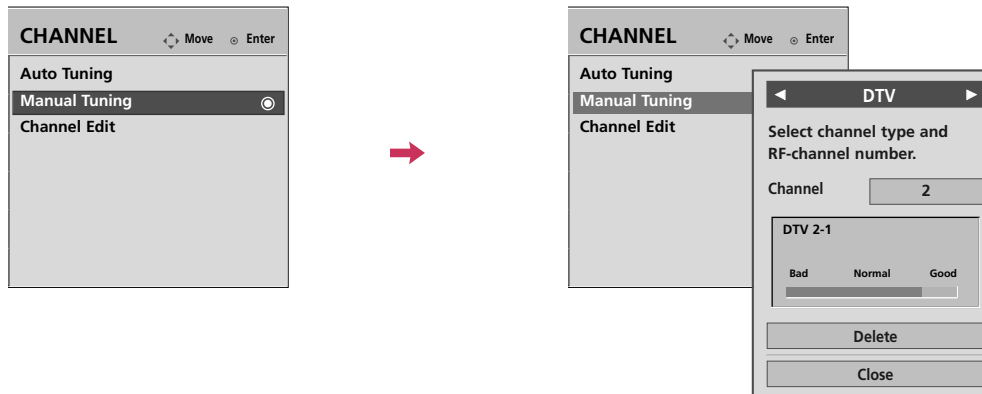 CHANNEL Move Enter
Auto Tuning
Manual Tuning
Channel Edit
CHANNEL Move Enter
Auto Tuning
Manual Tuning
Channel Edit
◄ DTV ►
Select channel type and
RF-channel number.
Channel 2
DTV 2-1
Bad Normal Good
Delete
Close